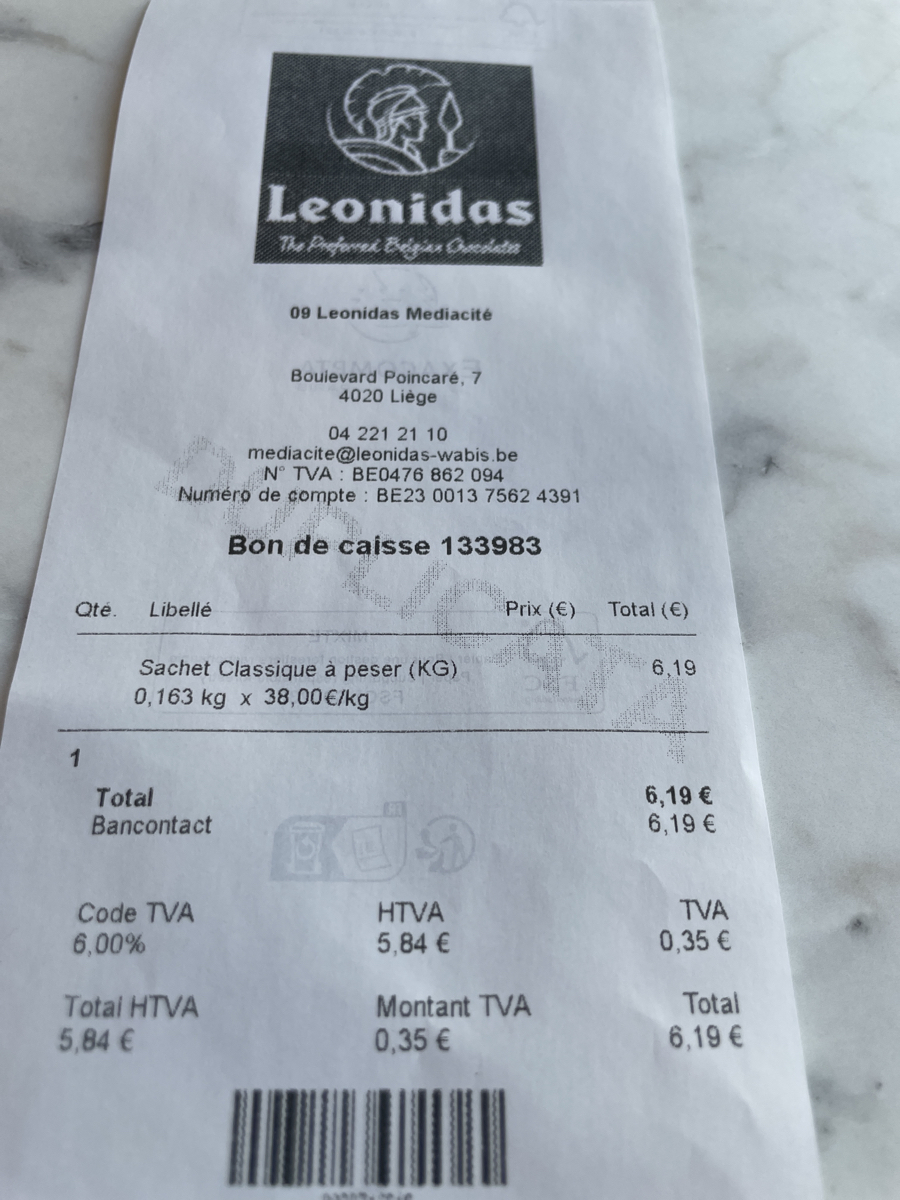 Leonidas
The Preferred Belgian Chocolates
09 Leonidas Mediacité
Boulevard Poincaré, 7
4020 Liège
04 221 21 10
mediacite@leonidas-wabis.be
N° TVA : BE0476 862 094
Numéro de compte : BE23 0013 7562 4391
DUPLICATA
Bon de caisse 133983
Qté. Libellé Prix (€) Total (€)
Sachet Classique à peser (KG) 6,19
0,163 kg x 38,00€/kg
1
Total 6,19 €
Bancontact 6,19 €
Code TVA HTVA TVA
6,00% 5,84 € 0,35 €
Total HTVA Montant TVA Total
5,84 € 0,35 € 6,19 €